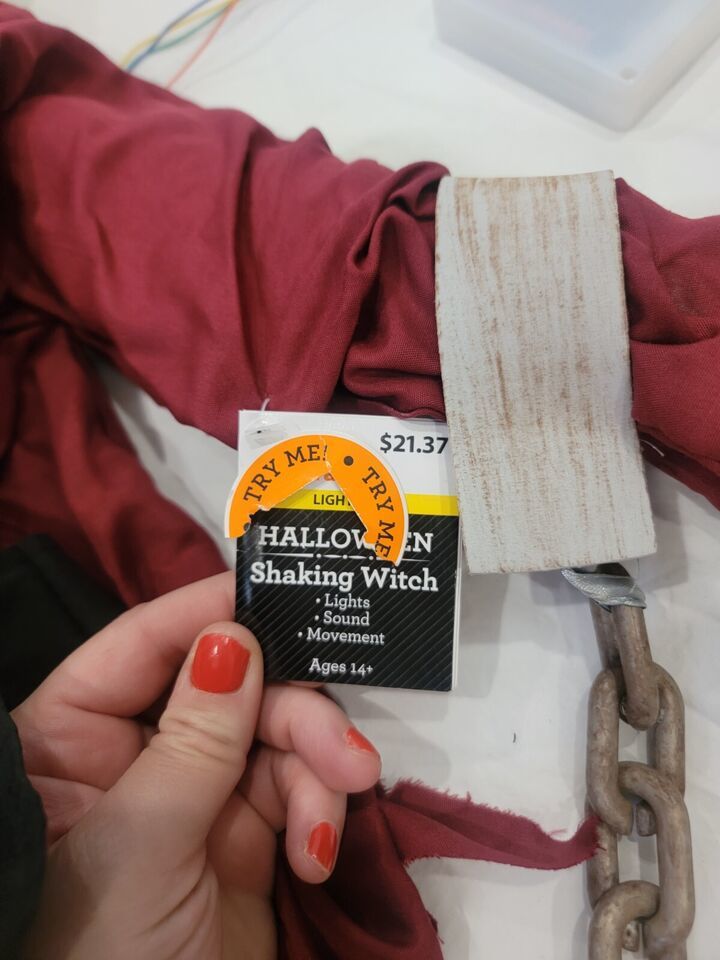 $21.37
TRY ME!
TRY ME
LIGH
HALLOW EN
Shaking Witch
• Lights
• Sound
• Movement
Ages 14+